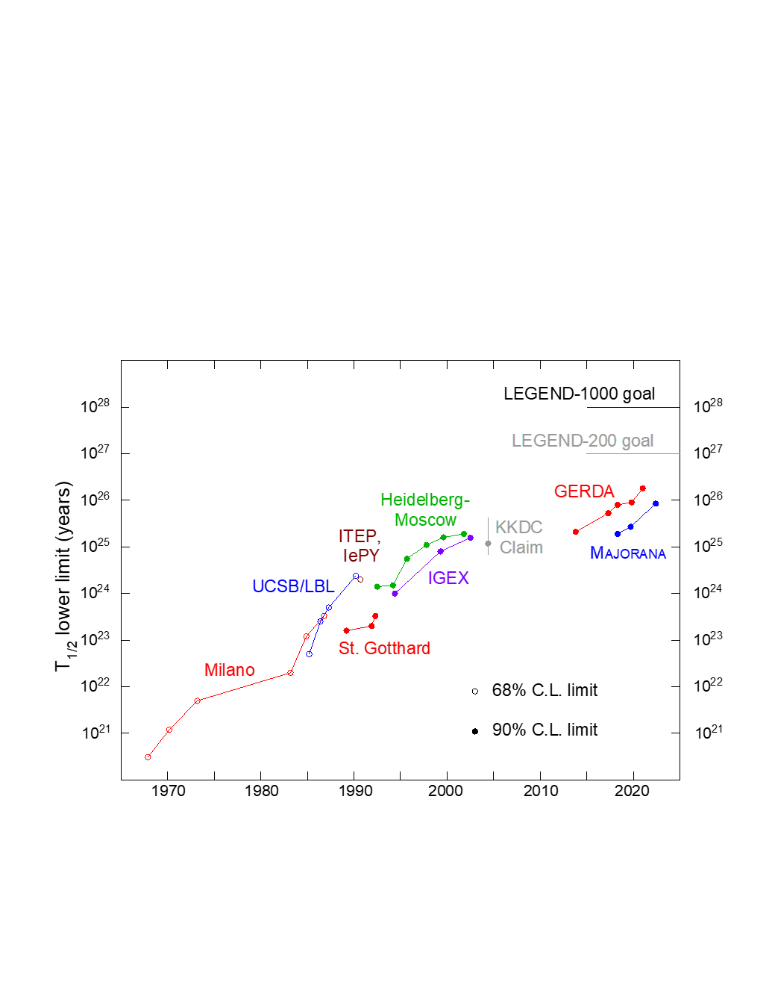 LEGEND-1000 goal
10^28
10^28
LEGEND-200 goal
10^27
10^27
10^26
10^26
GERDA
Heidelberg-
Moscow
KKDC
Claim
ITEP,
IePY
10^25
10^25
MAJORANA
IGEX
UCSB/LBL
10^24
10^24
T1/2 lower limit (years)
10^23
10^23
St. Gotthard
Milano
10^22
10^22
68% C.L. limit
90% C.L. limit
10^21
10^21
1970
1980
1990
2000
2010
2020